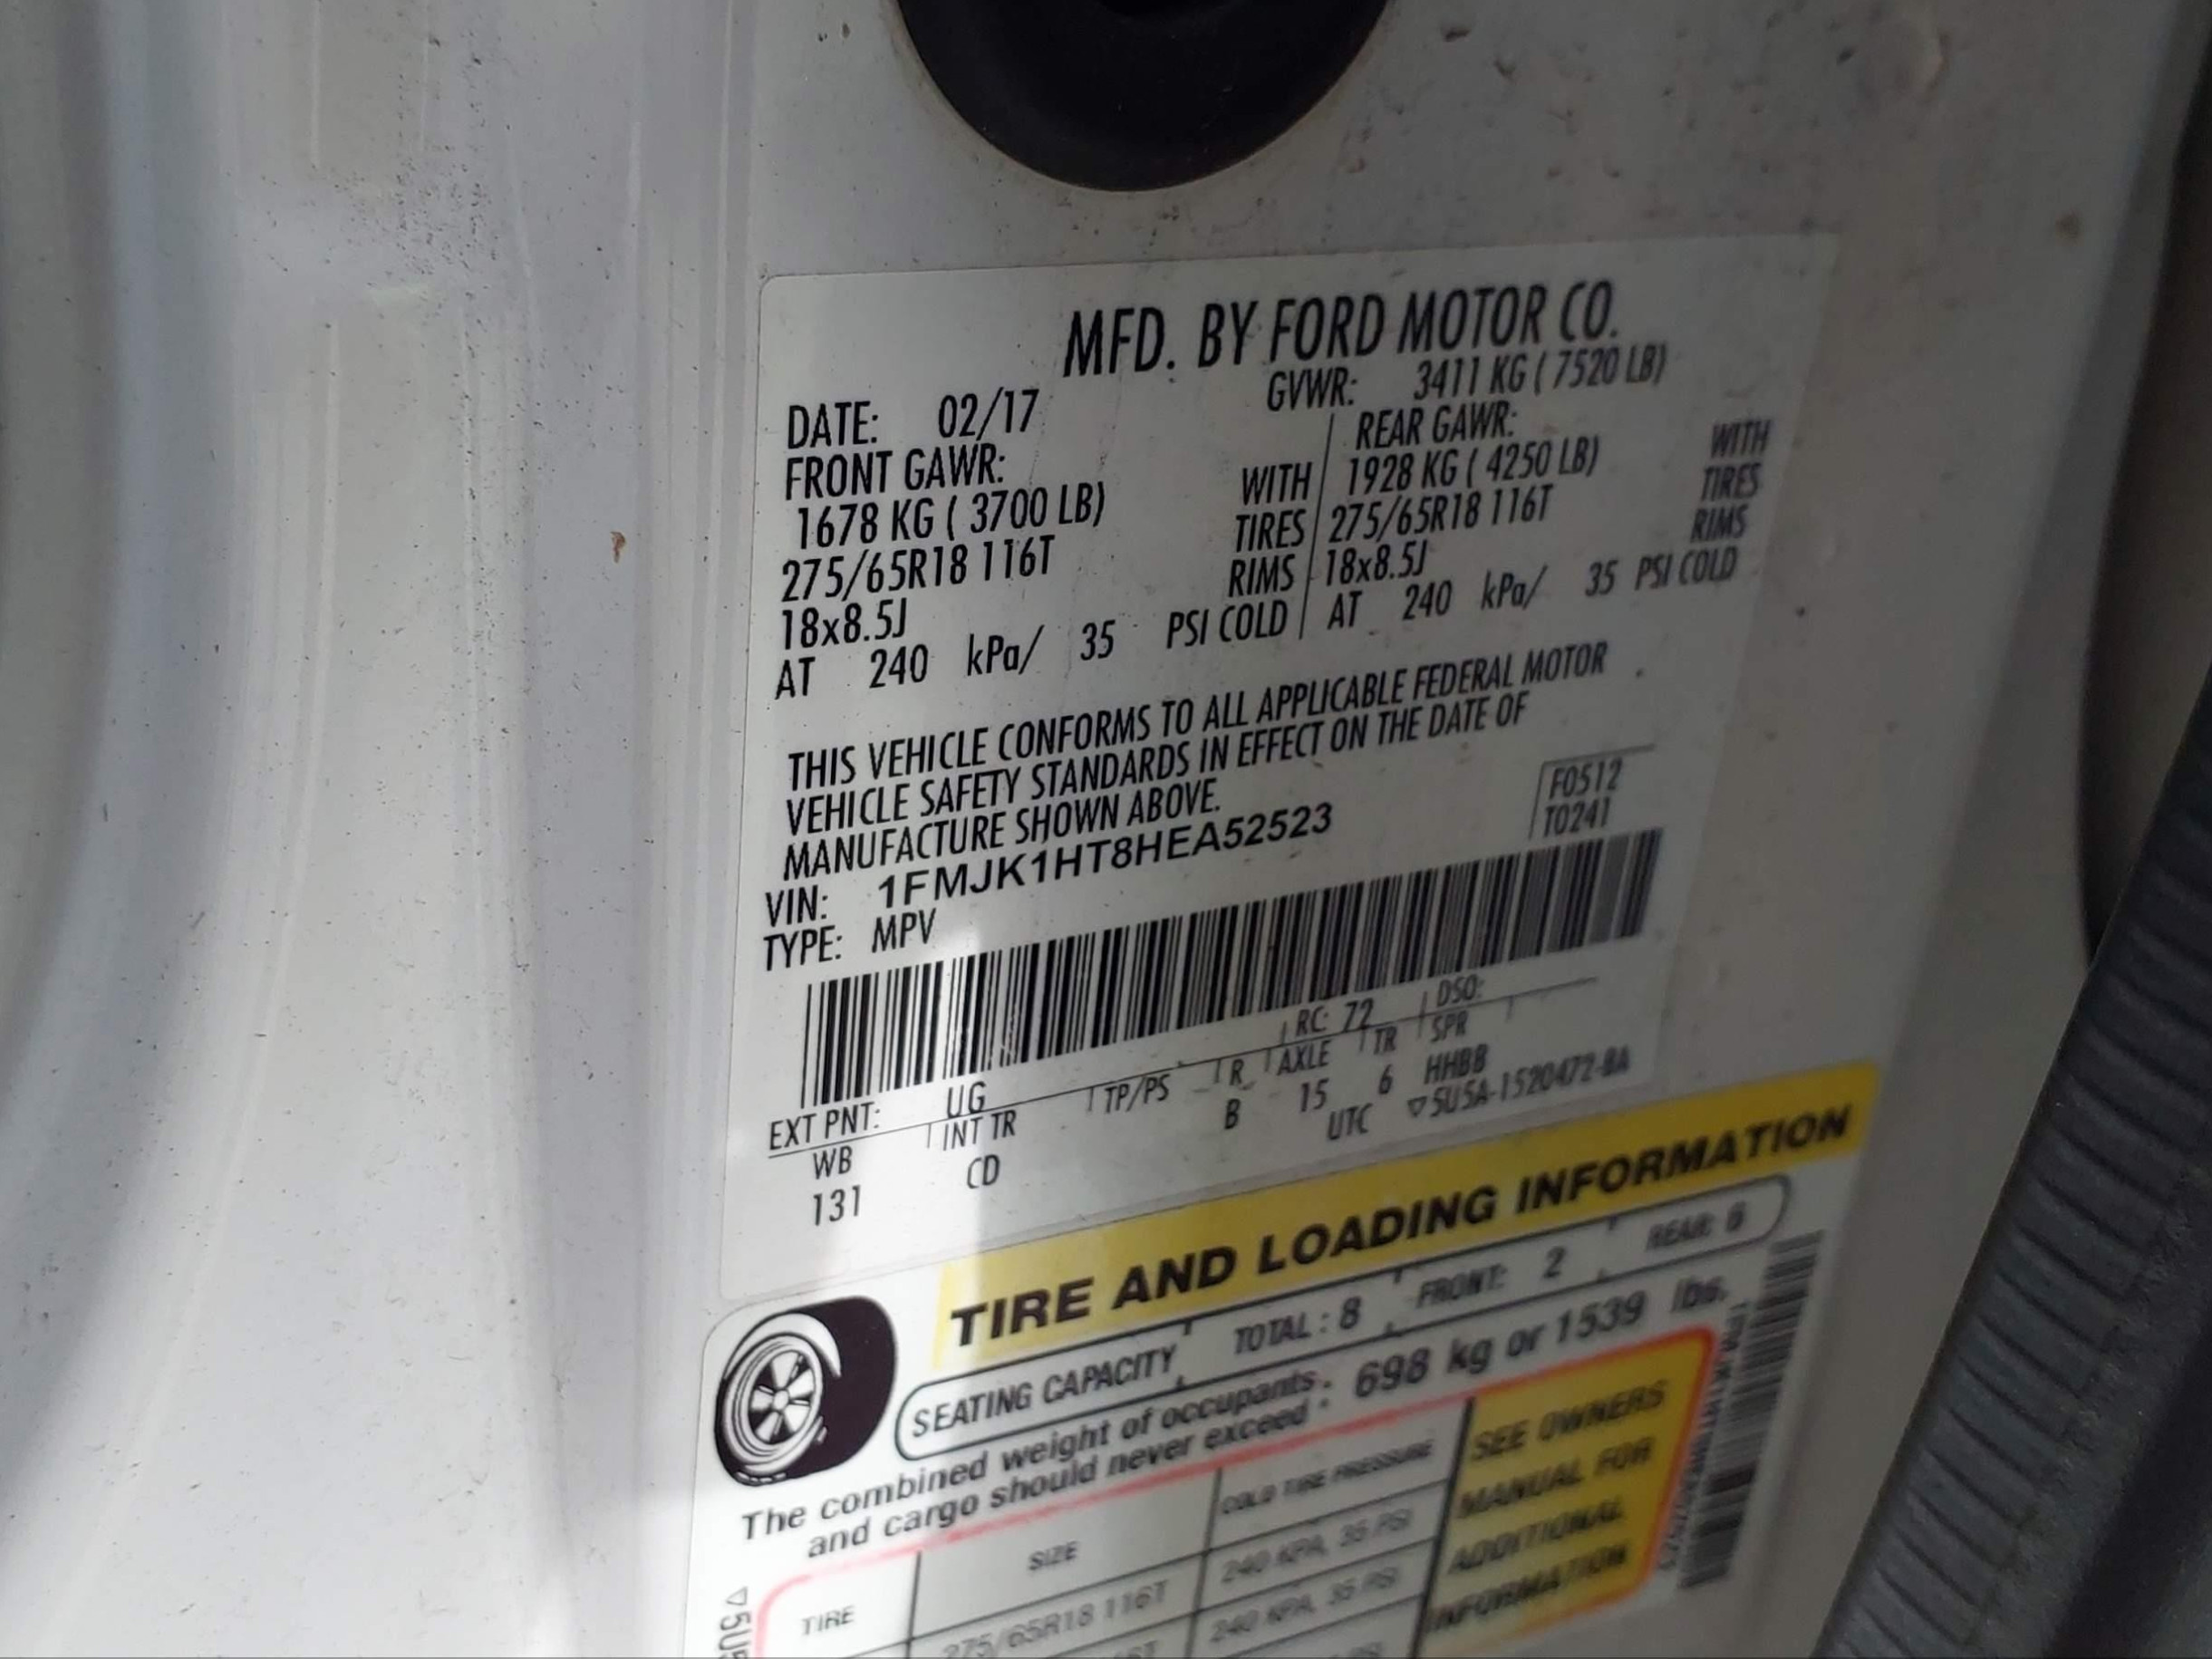 MFD. BY FORD MOTOR CO.
DATE: 02/17 GVWR: 3411 KG ( 7520 LB)
FRONT GAWR: REAR GAWR:
1678 KG ( 3700 LB) WITH 1928 KG ( 4250 LB) WITH
275/65R18 116T TIRES 275/65R18 116T TIRES
18x8.5J RIMS 18x8.5J RIMS
AT 240 kPa/ 35 PSI COLD AT 240 kPa/ 35 PSI COLD
THIS VEHICLE CONFORMS TO ALL APPLICABLE FEDERAL MOTOR
VEHICLE SAFETY STANDARDS IN EFFECT ON THE DATE OF
MANUFACTURE SHOWN ABOVE.
F0512
T0241
VIN: 1FMJK1HT8HEA52523
TYPE: MPV
EXT PNT: UG RC: 72 DSO:
WB INT TR TP/PS R AXLE TR SPR
131 CD B 15 6 HHBB
UTC ▽5U5A-1520472-BA
TIRE AND LOADING INFORMATION
SEATING CAPACITY TOTAL : 8 FRONT: 2 REAR: 6
The combined weight of occupants
and cargo should never exceed : 698 kg or 1539 lbs.
TIRE SIZE COLD TIRE PRESSURE
275/65R18 116T 240 KPA, 35 PSI
240 KPA, 35 PSI
SEE OWNERS
MANUAL FOR
ADDITIONAL
INFORMATION